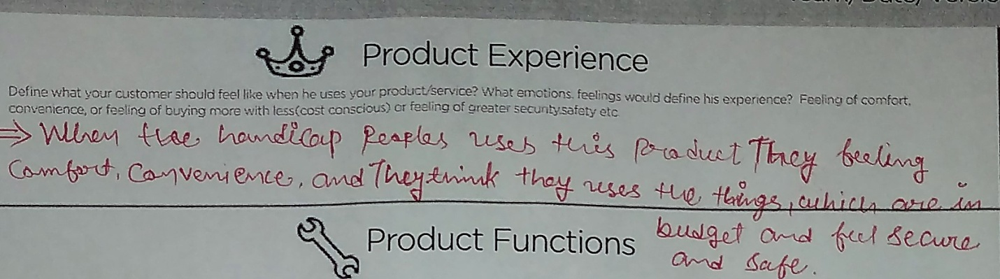 Product Experience
Define what your customer should feel like when he uses your product/service? What emotions, feelings would define his experience? Feeling of comfort,
convenience, or feeling of buying more with less(cost conscious) or feeling of greater security,safety etc
⇒ When the handicap Peoples uses this product They feeling
Comfort, Convenience, and They think they uses the things, which are in
budget and feel secure
and safe.
Product Functions